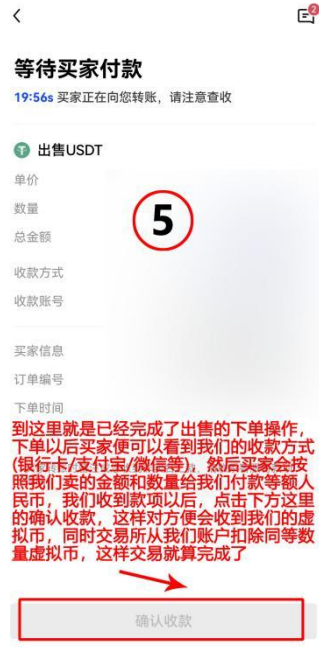 2
等待买家付款
19:56s 买家正在向您转账，请注意查收
出售USDT
单价
数量
5
总金额
收款方式
收款账号
买家信息
订单编号
下单时间
到这里就是已经完成了出售的下单操作，
下单以后买家便可以看到我们的收款方式
(银行卡/支付宝/微信等)，然后买家会按
照我们卖的金额和数量给我们付款等额人
民币，我们收到款项以后，点击下方这里
的确认收款，这样对方便会收到我们的虚
拟币，同时交易所从我们账户扣除同等数
量虚拟币，这样交易就算完成了
确认收款